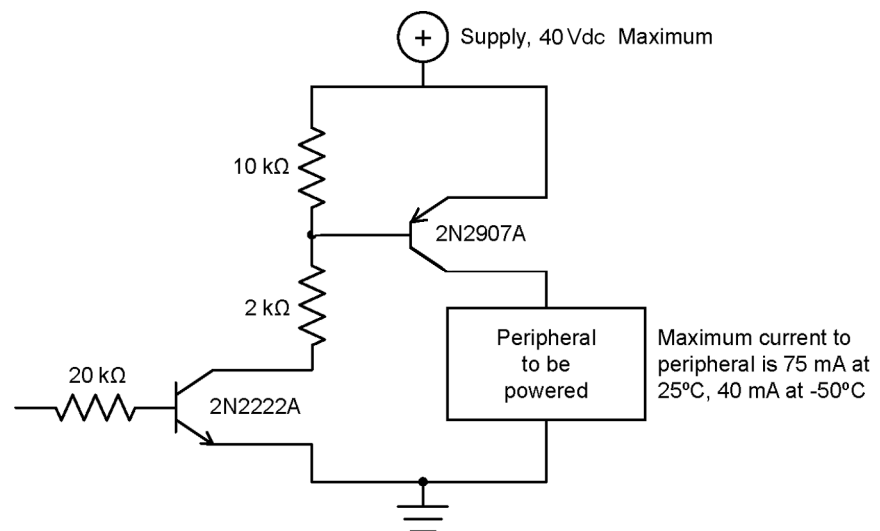 +
Supply, 40 Vdc Maximum
10 kΩ
2N2907A
2 kΩ
Peripheral
to be
powered
Maximum current to
peripheral is 75 mA at
25ºC, 40 mA at -50ºC
20 kΩ
2N2222A